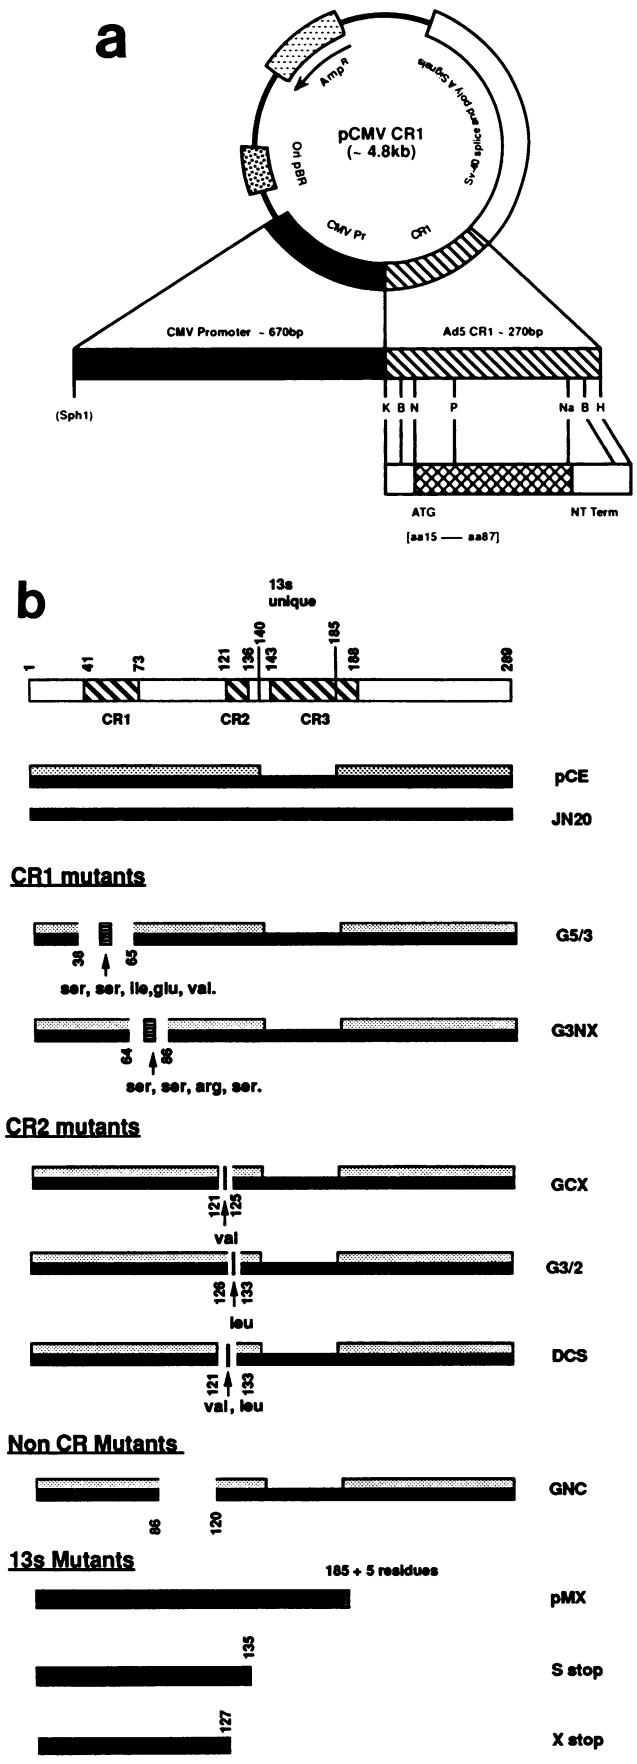 a
Amp R
Sv-40 splice and poly A Signals
pCMV CR1
(~ 4.8kb)
Ori pBR
CMV Pr
CR1
CMV Promoter ~ 670bp
Ad5 CR1 ~ 270bp
(Sph1)
K B N P Na B H
ATG
NT Term
[aa15 — aa87]
b
13s
unique
1 41 73 121 136 140 143 185 188 289
CR1 CR2 CR3
pCE
JN20
CR1 mutants
G5/3
38 65
ser, ser, ile,glu, val.
G3NX
64 86
ser, ser, arg, ser.
CR2 mutants
GCX
121 125
val
G3/2
126 133
leu
DCS
121 133
val, leu
Non CR Mutants
GNC
86 120
13s Mutants
185 + 5 residues
pMX
135
S stop
127
X stop